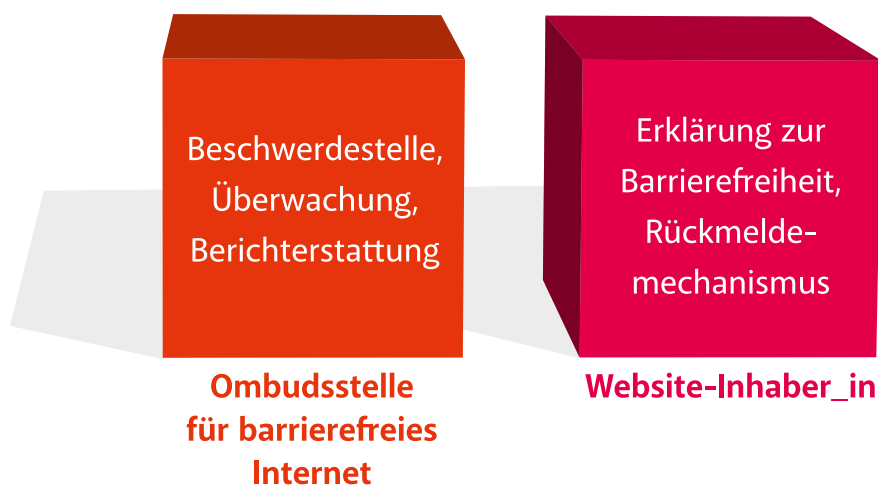 Beschwerdestelle,
Überwachung,
Berichterstattung
Ombudsstelle
für barrierefreies
Internet
Erklärung zur
Barrierefreiheit,
Rückmelde-
mechanismus
Website-Inhaber_in